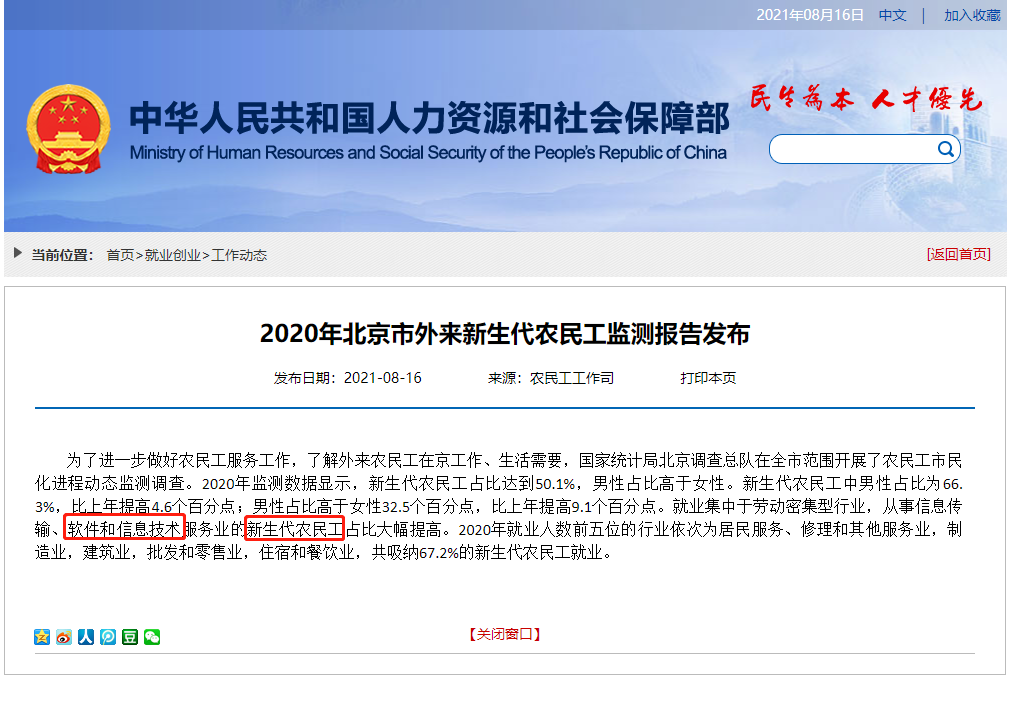 2021年08月16日 中文 | 加入收藏
民生为本 人才優先
中华人民共和国人力资源和社会保障部
Ministry of Human Resources and Social Security of the People's Republic of China
当前位置： 首页>就业创业>工作动态
[返回首页]
2020年北京市外来新生代农民工监测报告发布
发布日期：2021-08-16 来源：农民工工作司 打印本页
为了进一步做好农民工服务工作，了解外来农民工在京工作、生活需要，国家统计局北京调查总队在全市范围开展了农民工市民
化进程动态监测调查。2020年监测数据显示，新生代农民工占比达到50.1%，男性占比高于女性。新生代农民工中男性占比为66.
3%，比上年提高4.6个百分点；男性占比高于女性32.5个百分点，比上年提高9.1个百分点。就业集中于劳动密集型行业，从事信息传
输、软件和信息技术服务业的新生代农民工占比大幅提高。2020年就业人数前五位的行业依次为居民服务、修理和其他服务业，制
造业，建筑业，批发和零售业，住宿和餐饮业，共吸纳67.2%的新生代农民工就业。
人 豆
【关闭窗口】